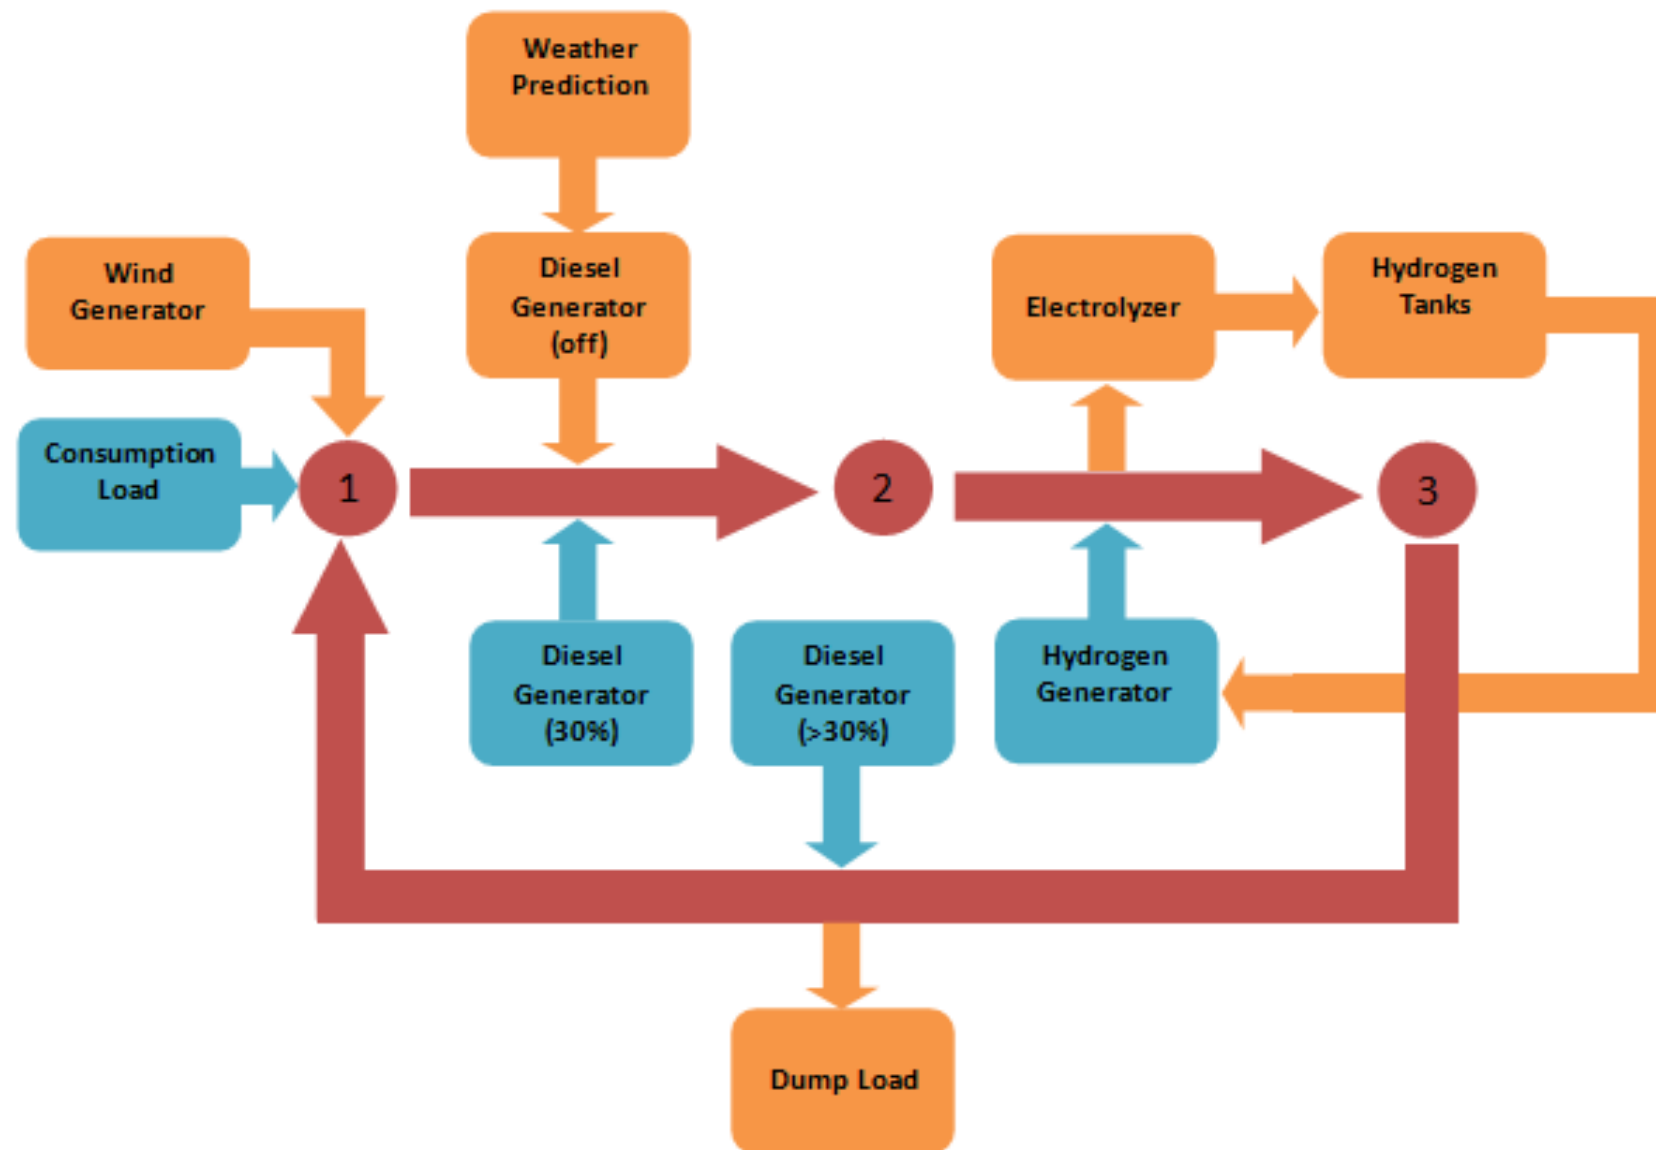 Weather
Prediction
Wind
Generator
Diesel
Generator
(off)
Electrolyzer
Hydrogen
Tanks
Consumption
Load
1
2
3
Diesel
Generator
(30%)
Diesel
Generator
(>30%)
Hydrogen
Generator
Dump Load